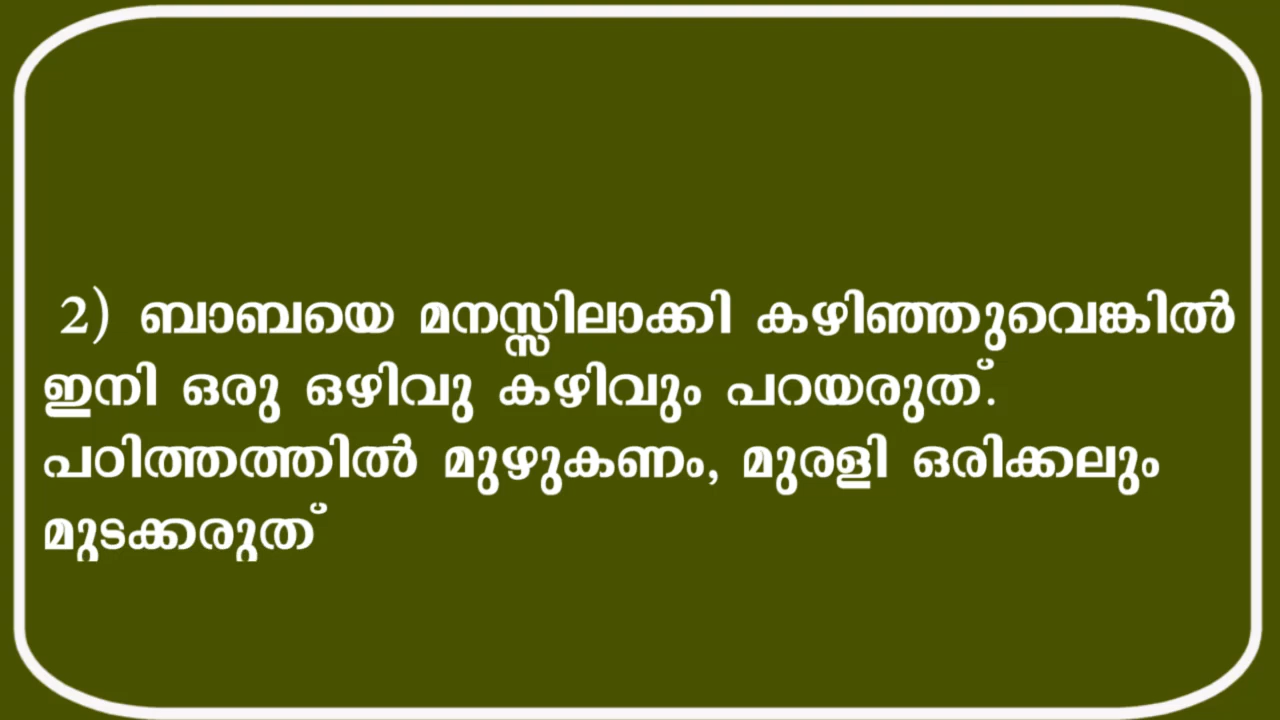 2) ബാബയെ മനസ്സിലാക്കി കഴിഞ്ഞുവെങ്കിൽ
ഇനി ഒരു ഒഴിവു കഴിവും പറയരുത്.
പഠിത്തത്തിൽ മുഴുകണം, മുരളി ഒരിക്കലും
മുടക്കരുത്